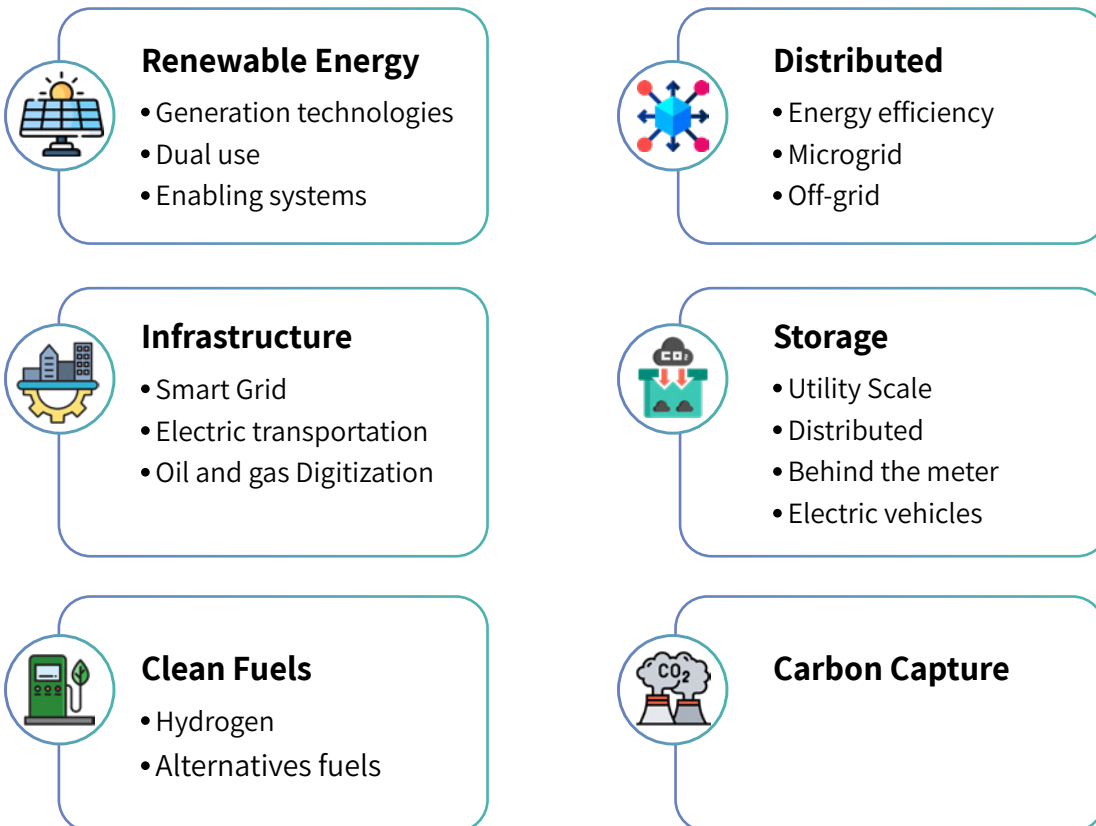 Renewable Energy
• Generation technologies
• Dual use
• Enabling systems
Distributed
• Energy efficiency
• Microgrid
• Off-grid
Infrastructure
• Smart Grid
• Electric transportation
• Oil and gas Digitization
CO₂
Storage
• Utility Scale
• Distributed
• Behind the meter
• Electric vehicles
Clean Fuels
• Hydrogen
• Alternatives fuels
CO₂
Carbon Capture